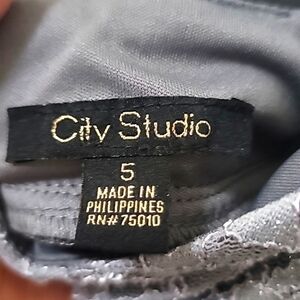 City Studio
5
MADE IN
PHILIPPINES
RN#75010